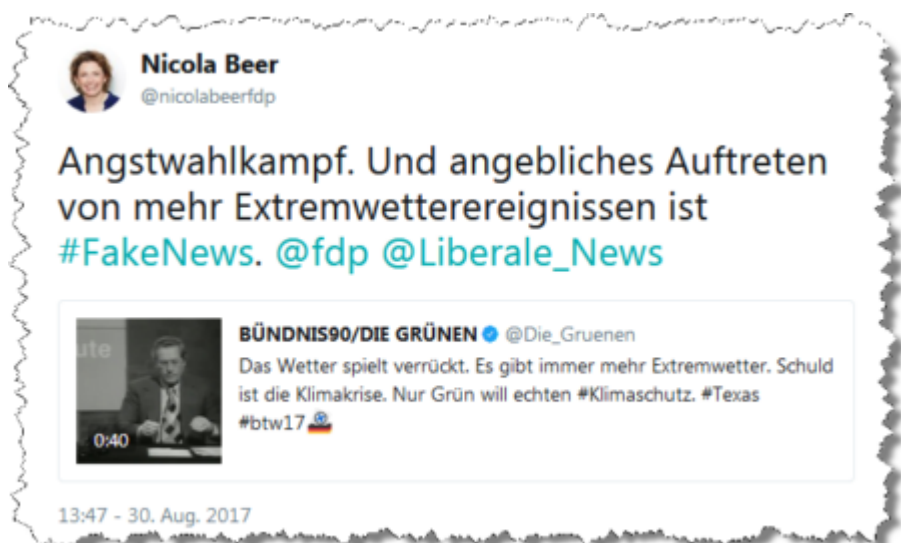 Nicola Beer
@nicolabeerfdp
Angstwahlkampf. Und angebliches Auftreten
von mehr Extremwetterereignissen ist
#FakeNews. @fdp @Liberale_News
ute
0:40
BÜNDNIS90/DIE GRÜNEN @Die_Gruenen
Das Wetter spielt verrückt. Es gibt immer mehr Extremwetter. Schuld
ist die Klimakrise. Nur Grün will echten #Klimaschutz. #Texas
#btw17
13:47 - 30. Aug. 2017